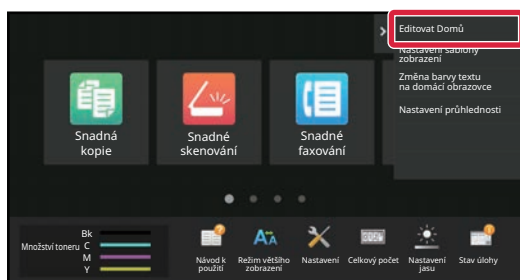 Editovat Domů
Nastavení šablony
zobrazení
Změna barvy textu
na domácí obrazovce
Nastavení průhlednosti
Snadná
kopie
Snadné
skenování
Snadné
faxování
Množství toneru
Bk
C
M
Y
Návod k
použití
Režim většího
zobrazení
Nastavení
Celkový počet
Nastavení
jasu
Stav úlohy